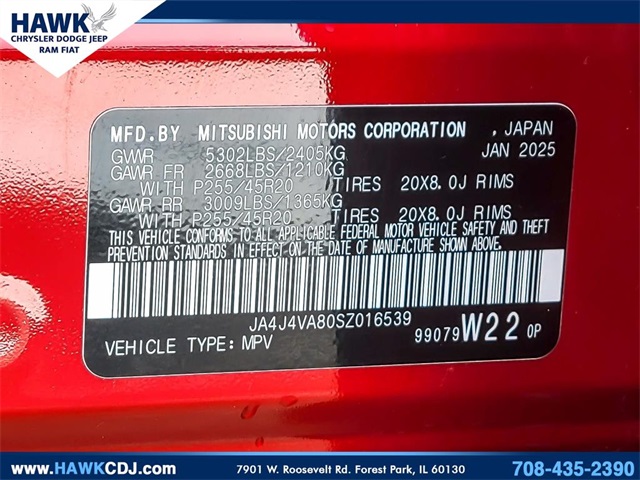 HAWK
CHRYSLER DODGE JEEP
RAM FIAT
MFD.BY MITSUBISHI MOTORS CORPORATION , JAPAN
GVWR 5302LBS/2405KG JAN 2025
GAWR FR 2668LBS/1210KG
WITH P255/45R20 TIRES 20X8.0J RIMS
GAWR RR 3009LBS/1365KG
WITH P255/45R20 TIRES 20X8.0J RIMS
THIS VEHICLE CONFORMS TO ALL APPLICABLE FEDERAL MOTOR VEHICLE SAFETY AND THEFT
PREVENTION STANDARDS IN EFFECT ON THE DATE OF MANUFACTURE SHOWN ABOVE.
JA4J4VA80SZ016539
99079 W22 0P
VEHICLE TYPE: MPV
www.HAWKCDJ.com 7901 W. Roosevelt Rd. Forest Park, IL 60130 708-435-2390